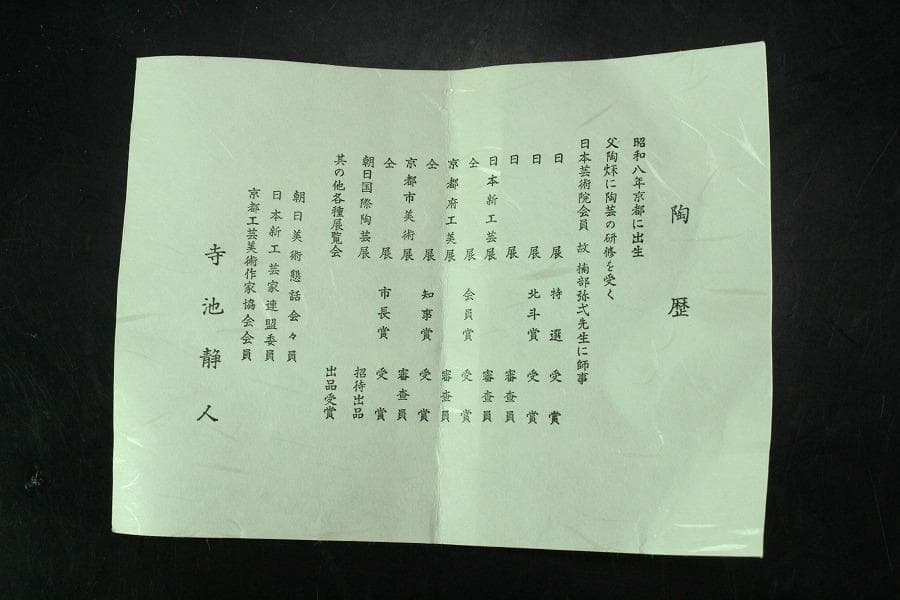 陶歴
昭和八年京都に出生
父陶烁に陶芸の研修を受く
日本芸術院会員 故 楠部弥弌先生に師事
日展 特選 受賞
日展 北斗賞 受賞
日展 審査員
日本新工芸展 審査員
仝展 会員賞 受賞
京都府工美展 審査員
仝展 知事賞 受賞
京都市美術展 審査員
仝展 市長賞 受賞
朝日国際陶芸展 招待出品
其の他各種展覧会 出品受賞
朝日美術懇話会々員
日本新工芸家連盟委員
京都工芸美術作家協会会員
寺池静人